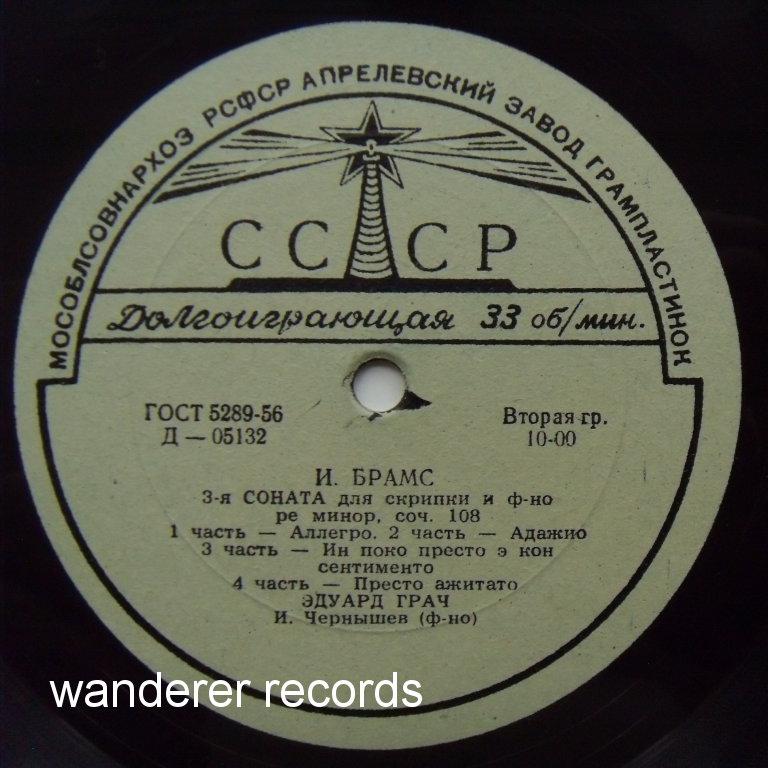 МОСОБЛСОВНАРХОЗ РСФСР АПРЕЛЕВСКИЙ ЗАВОД ГРАМПЛАСТИНОК
СССР
Долгоиграющая 33 об/мин.
ГОСТ 5289-56
Д — 05132
Вторая гр.
10-00
И. БРАМС
3-я СОНАТА для скрипки и ф-но
ре минор, соч. 108
1 часть — Аллегро. 2 часть — Адажио
3 часть — Ин поко престо э кон
сентименто
4 часть — Престо ажитато
ЭДУАРД ГРАЧ
И. Чернышев (ф-но)
wanderer records